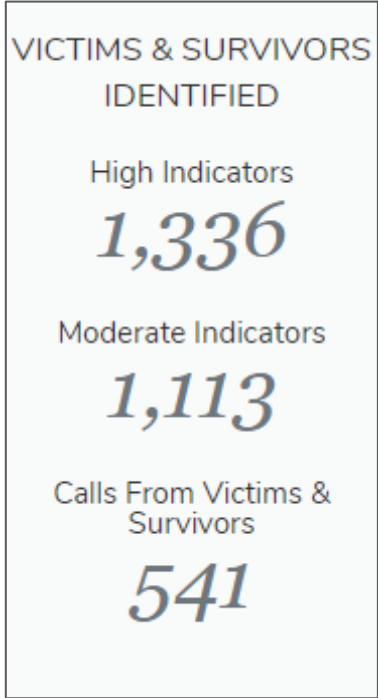 VICTIMS & SURVIVORS
IDENTIFIED
High Indicators
1,336
Moderate Indicators
1,113
Calls From Victims &
Survivors
541